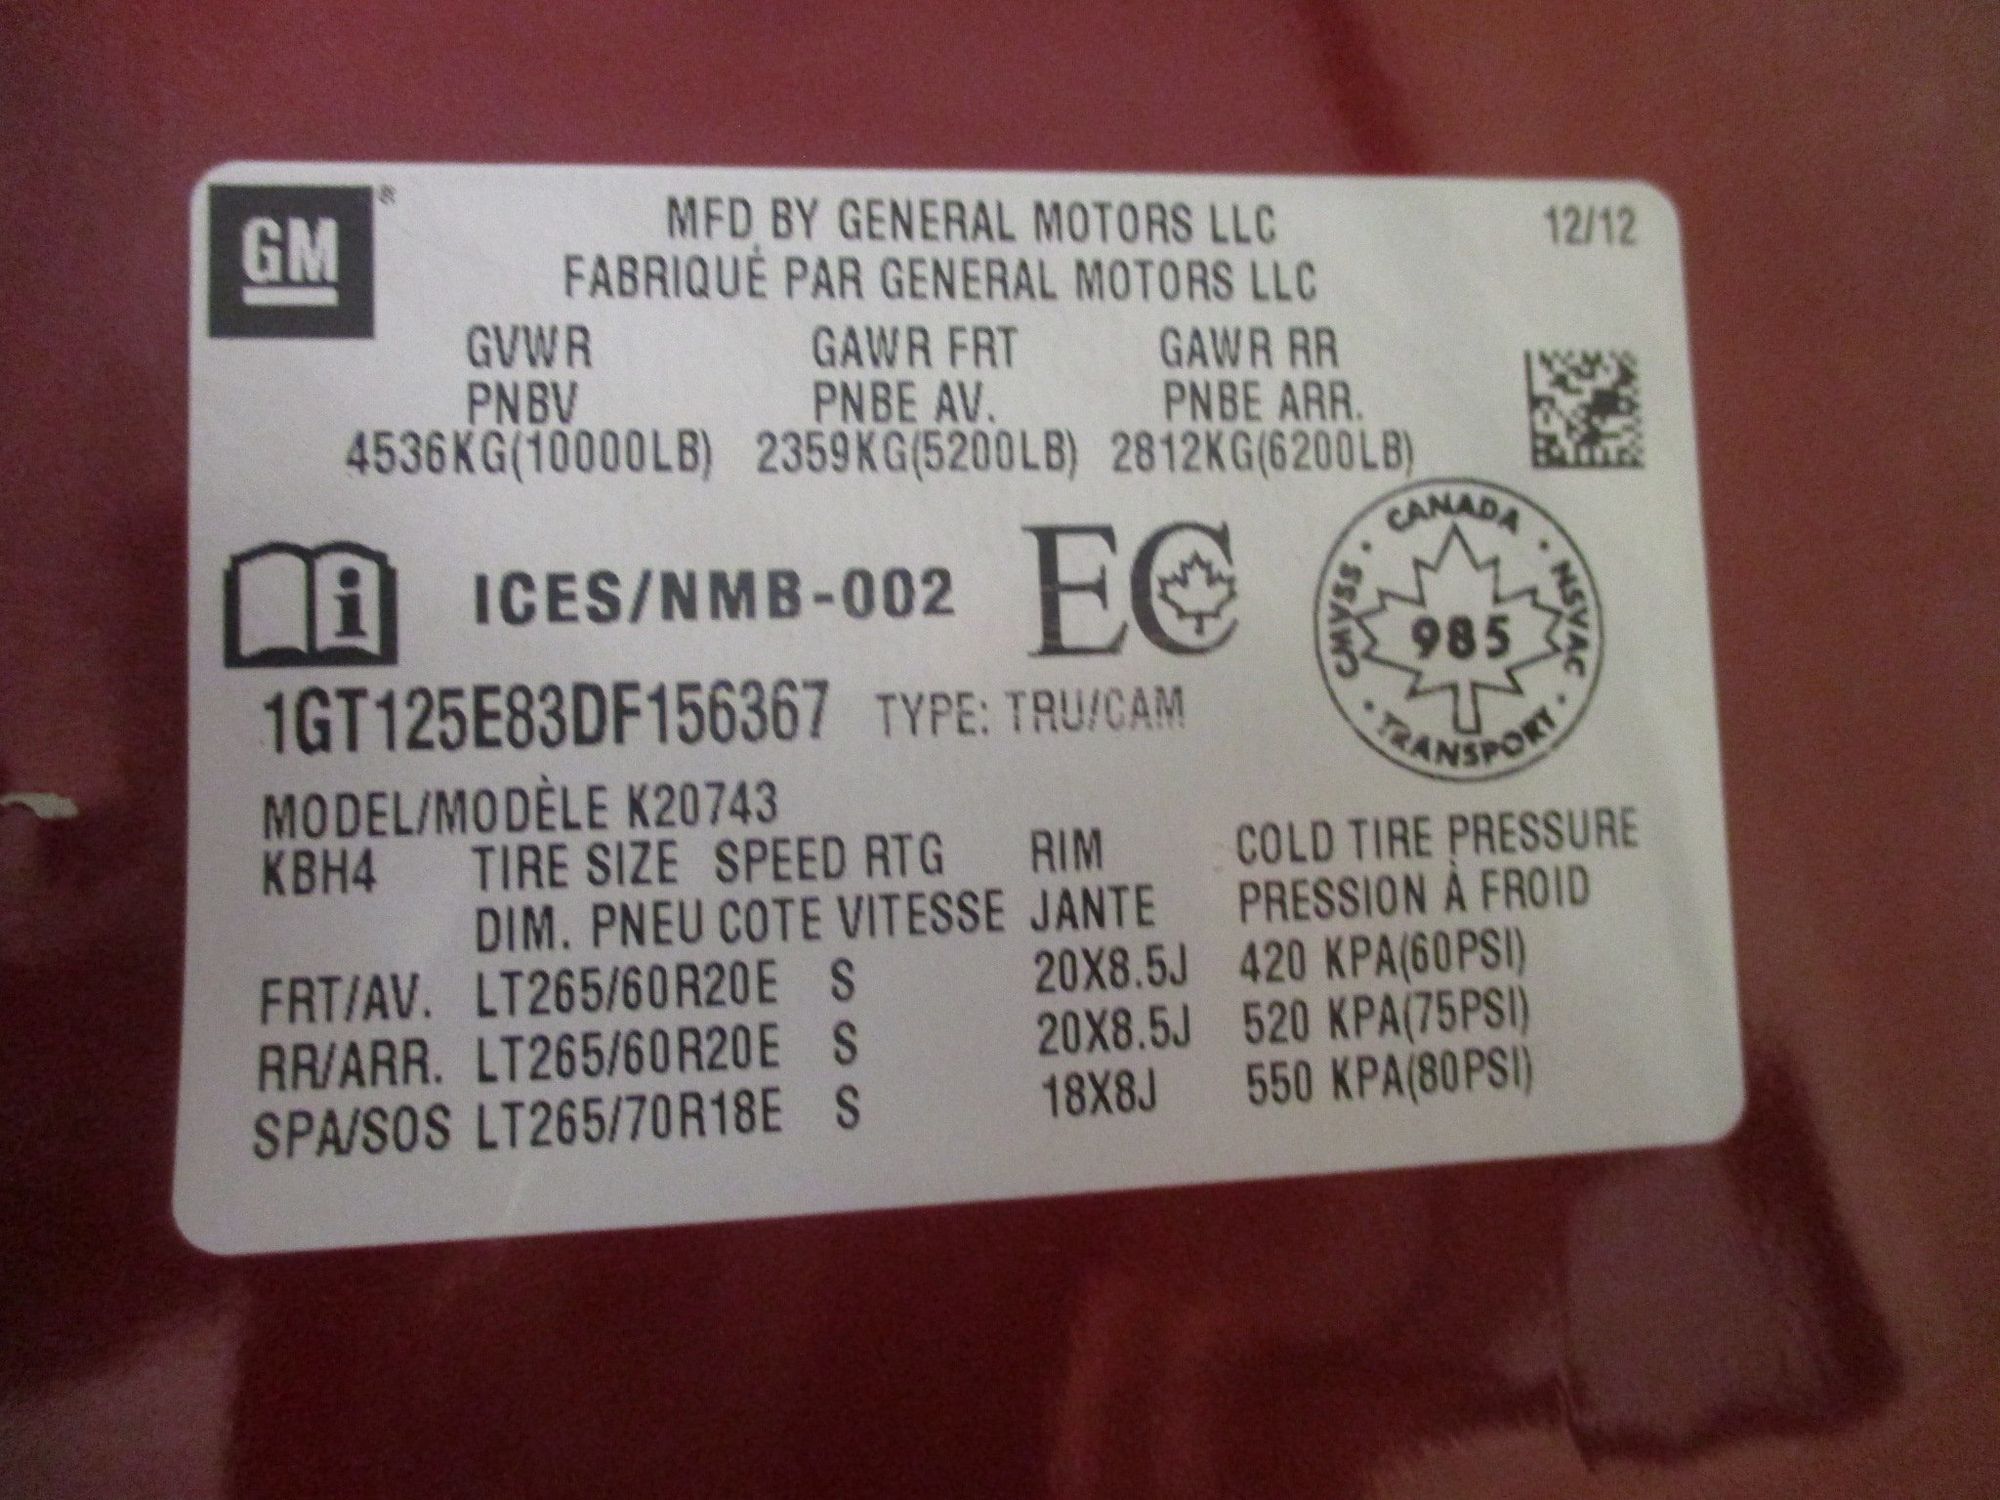 GM®
MFD BY GENERAL MOTORS LLC 12/12
FABRIQUÉ PAR GENERAL MOTORS LLC
GVWR GAWR FRT GAWR RR
PNBV PNBE AV. PNBE ARR.
4536KG(10000LB) 2359KG(5200LB) 2812KG(6200LB)
i ICES/NMB-002 EC
CANADA
CMVSS · 985 · NSVAC
TRANSPORT
1GT125E83DF156367 TYPE: TRU/CAM
MODEL/MODÈLE K20743
KBH4 TIRE SIZE SPEED RTG RIM COLD TIRE PRESSURE
DIM. PNEU COTE VITESSE JANTE PRESSION À FROID
FRT/AV. LT265/60R20E S 20X8.5J 420 KPA(60PSI)
RR/ARR. LT265/60R20E S 20X8.5J 520 KPA(75PSI)
SPA/SOS LT265/70R18E S 18X8J 550 KPA(80PSI)